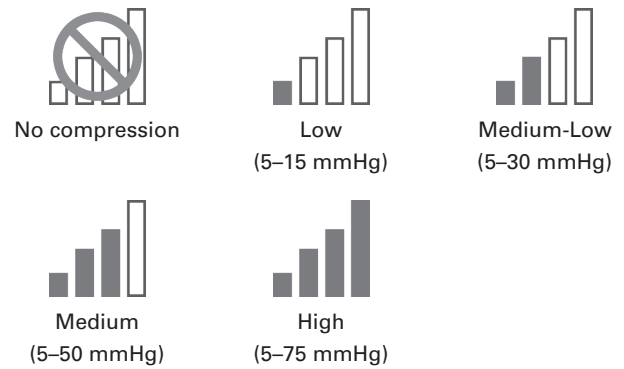 No compression
Low
(5–15 mmHg)
Medium-Low
(5–30 mmHg)
Medium
(5–50 mmHg)
High
(5–75 mmHg)